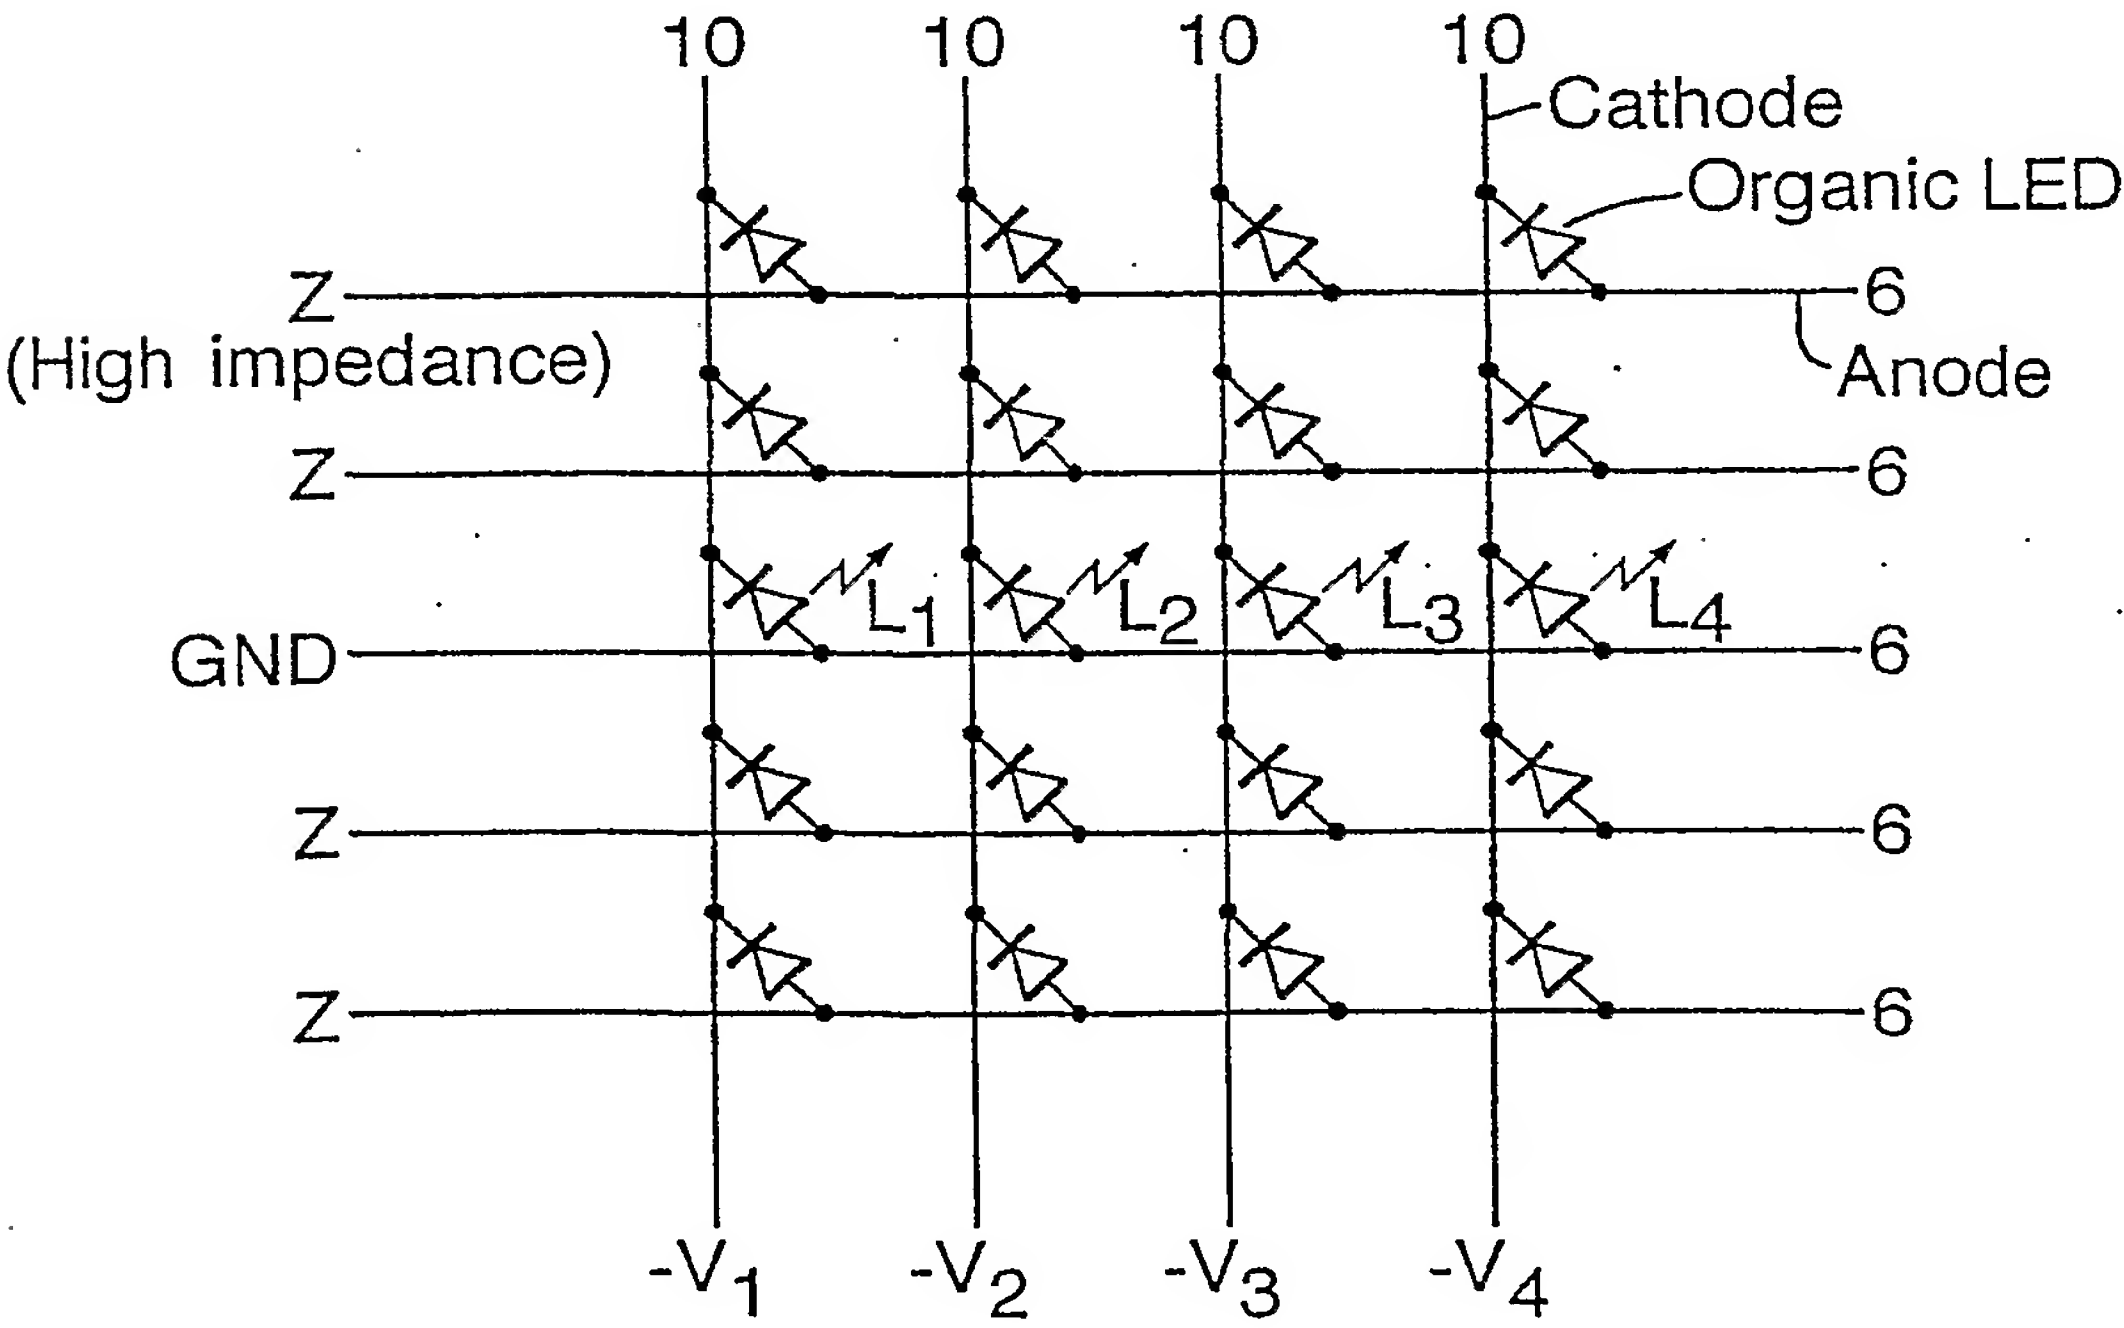 10 10 10 10
Cathode
Organic LED
Z 6
(High impedance) Anode
Z 6
L1 L2 L3 L4
GND 6
Z 6
Z 6
-V1 -V2 -V3 -V4